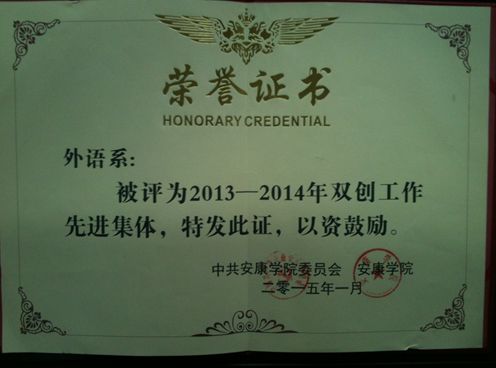 荣誉证书
HONORARY CREDENTIAL
外语系:
被评为2013—2014年双创工作
先进集体，特发此证，以资鼓励。
中共安康学院委员会 安康学院
二零一五年一月